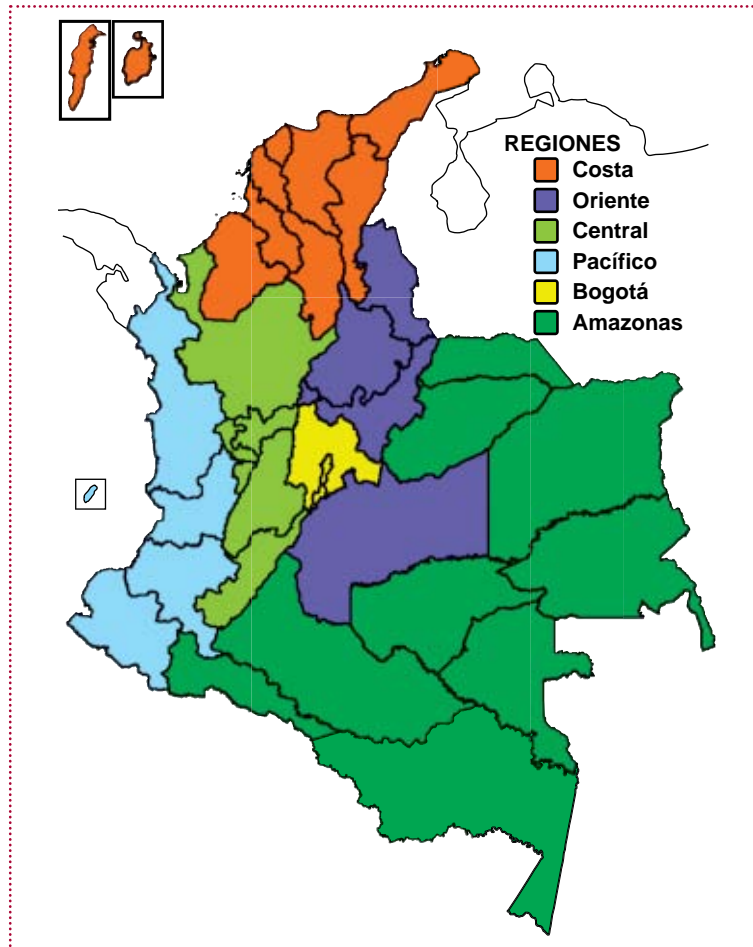 REGIONES
Costa
Oriente
Central
Pacífico
Bogotá
Amazonas